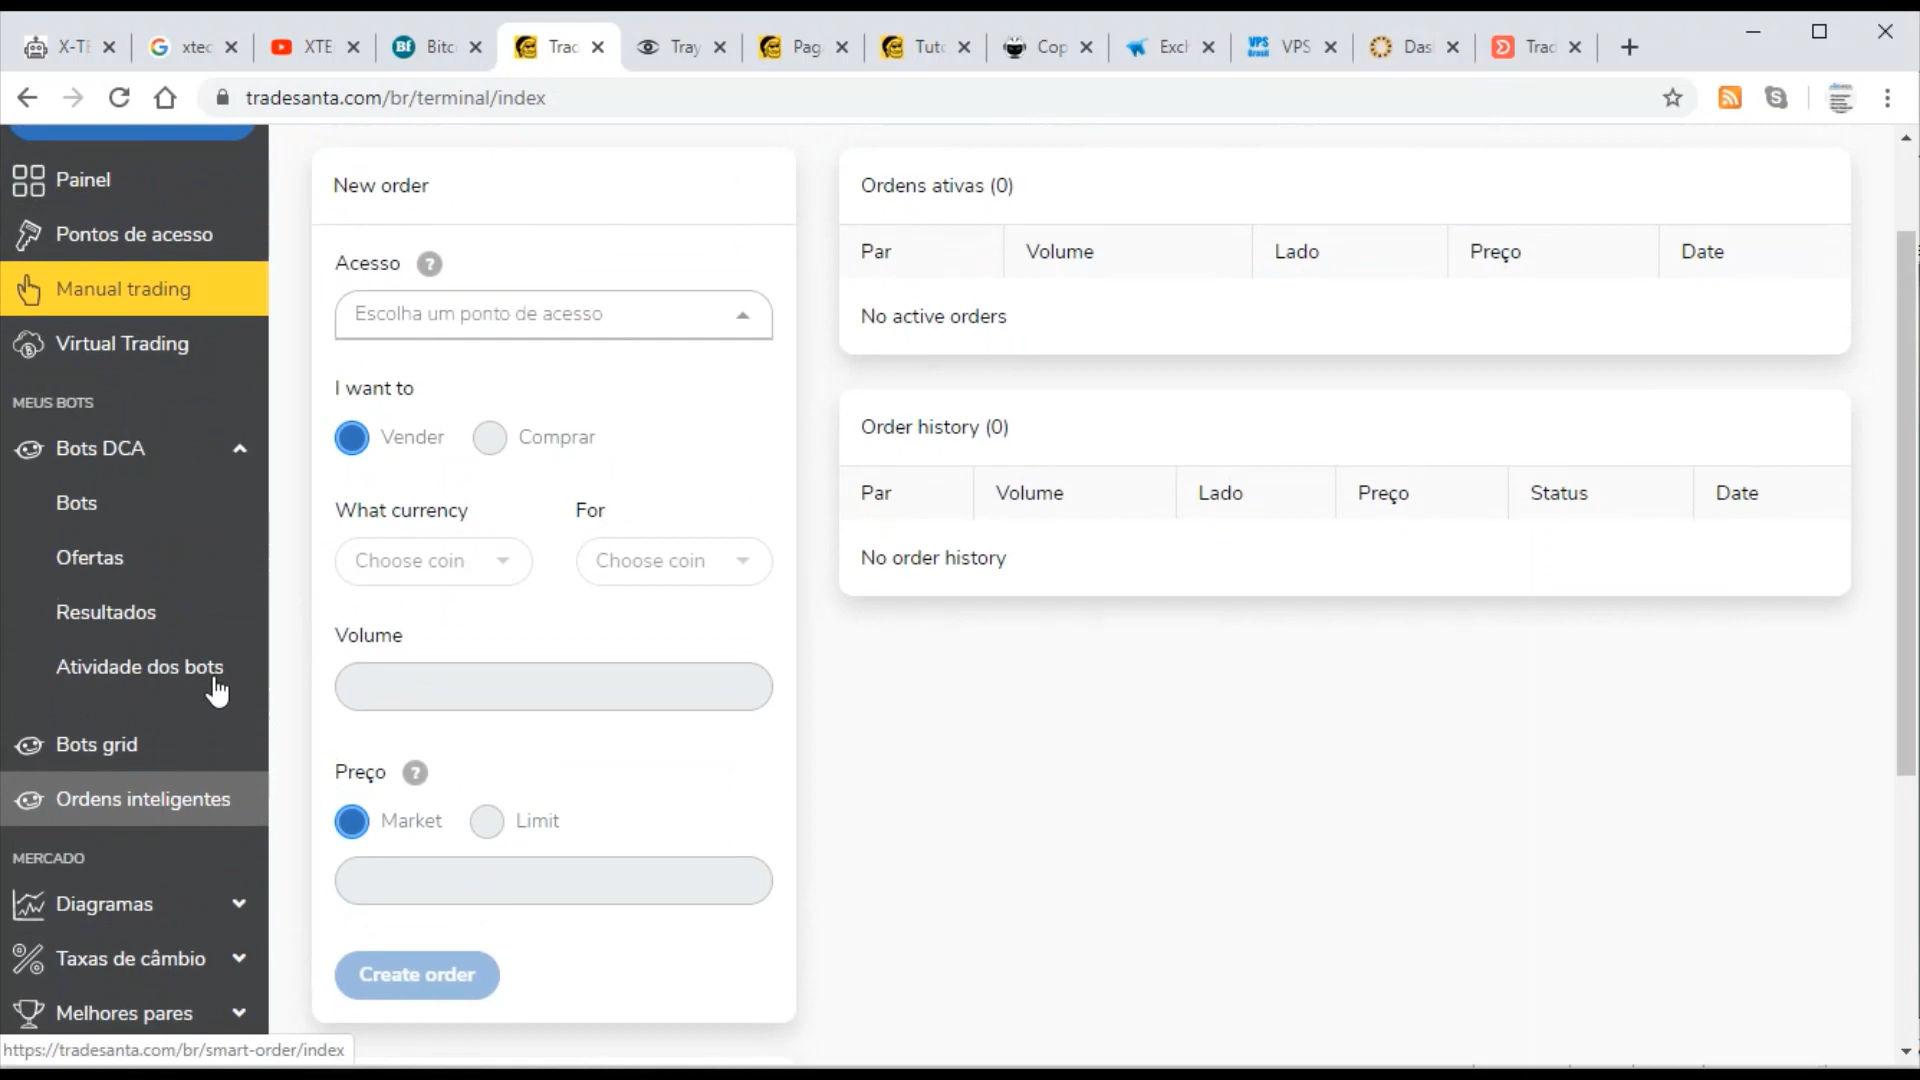 X-TE
xtec
XTE
Bf
Bitc
Trac
Tray
Pag
Tuto
Cop
Exch
VPS
Brasil
VPS
Das
Trac
tradesanta.com/br/terminal/index
Painel
Pontos de acesso
Manual trading
Virtual Trading
MEUS BOTS
Bots DCA
Bots
Ofertas
Resultados
Atividade dos bots
Bots grid
Ordens inteligentes
MERCADO
Diagramas
Taxas de câmbio
Melhores pares
https://tradesanta.com/br/smart-order/index
New order
Acesso ?
Escolha um ponto de acesso
I want to
Vender Comprar
What currency For
Choose coin Choose coin
Volume
Preço ?
Market Limit
Create order
Ordens ativas (0)
Par Volume Lado Preço Date
No active orders
Order history (0)
Par Volume Lado Preço Status Date
No order history